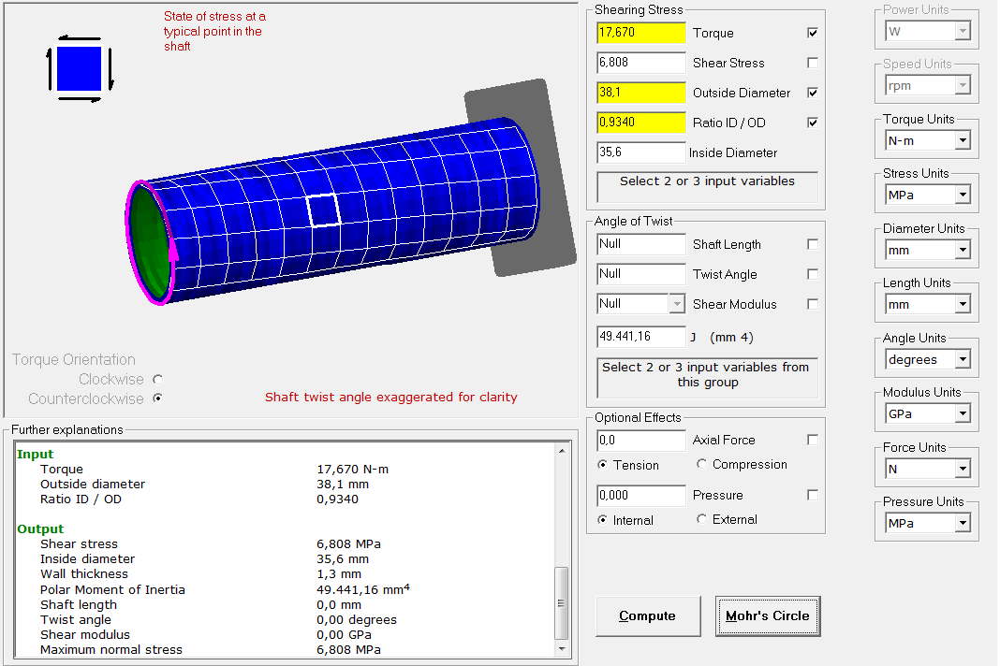 State of stress at a
typical point in the
shaft
Torque Orientation
Clockwise
Counterclockwise
Shaft twist angle exaggerated for clarity
Further explanations
Input
Torque 17,670 N-m
Outside diameter 38,1 mm
Ratio ID / OD 0,9340
Output
Shear stress 6,808 MPa
Inside diameter 35,6 mm
Wall thickness 1,3 mm
Polar Moment of Inertia 49.441,16 mm⁴
Shaft length 0,0 mm
Twist angle 0,00 degrees
Shear modulus 0,00 GPa
Maximum normal stress 6,808 MPa
Shearing Stress
17,670 Torque
6,808 Shear Stress
38,1 Outside Diameter
0,9340 Ratio ID / OD
35,6 Inside Diameter
Select 2 or 3 input variables
Angle of Twist
Null Shaft Length
Null Twist Angle
Null Shear Modulus
49.441,16 J (mm 4)
Select 2 or 3 input variables from
this group
Optional Effects
0,0 Axial Force
Tension Compression
0,000 Pressure
Internal External
Compute Mohr's Circle
Power Units
W
Speed Units
rpm
Torque Units
N-m
Stress Units
MPa
Diameter Units
mm
Length Units
mm
Angle Units
degrees
Modulus Units
GPa
Force Units
N
Pressure Units
MPa